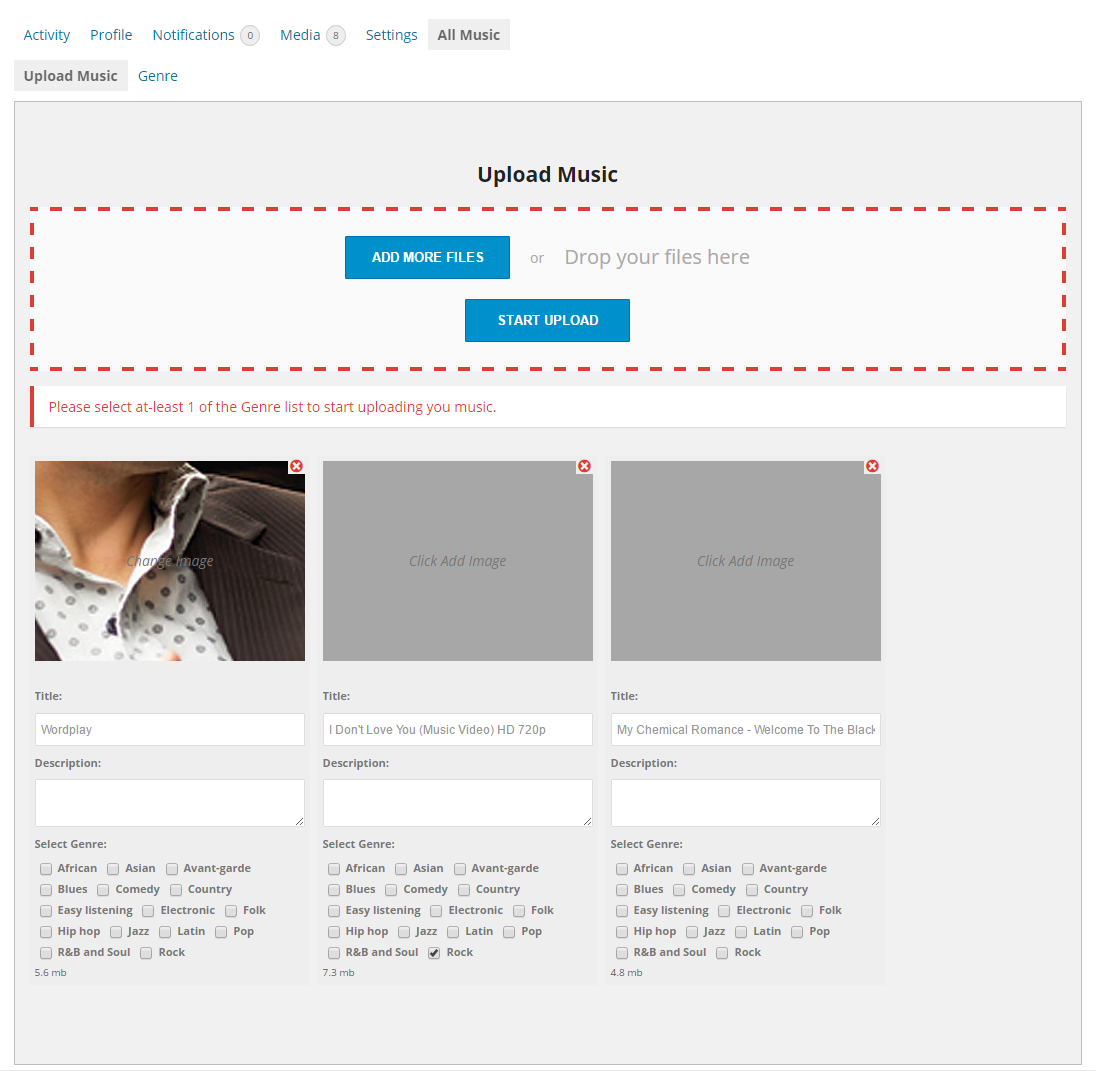 Activity Profile Notifications 0 Media 8 Settings All Music
Upload Music Genre
Upload Music
ADD MORE FILES or Drop your files here
START UPLOAD
Please select at-least 1 of the Genre list to start uploading you music.
Change Image Click Add Image Click Add Image
Title: Title: Title:
Wordplay I Don't Love You (Music Video) HD 720p My Chemical Romance - Welcome To The Black
Description: Description: Description:
Select Genre: Select Genre: Select Genre:
African Asian Avant-garde African Asian Avant-garde African Asian Avant-garde
Blues Comedy Country Blues Comedy Country Blues Comedy Country
Easy listening Electronic Folk Easy listening Electronic Folk Easy listening Electronic Folk
Hip hop Jazz Latin Pop Hip hop Jazz Latin Pop Hip hop Jazz Latin Pop
R&B and Soul Rock R&B and Soul Rock R&B and Soul Rock
5.6 mb 7.3 mb 4.8 mb